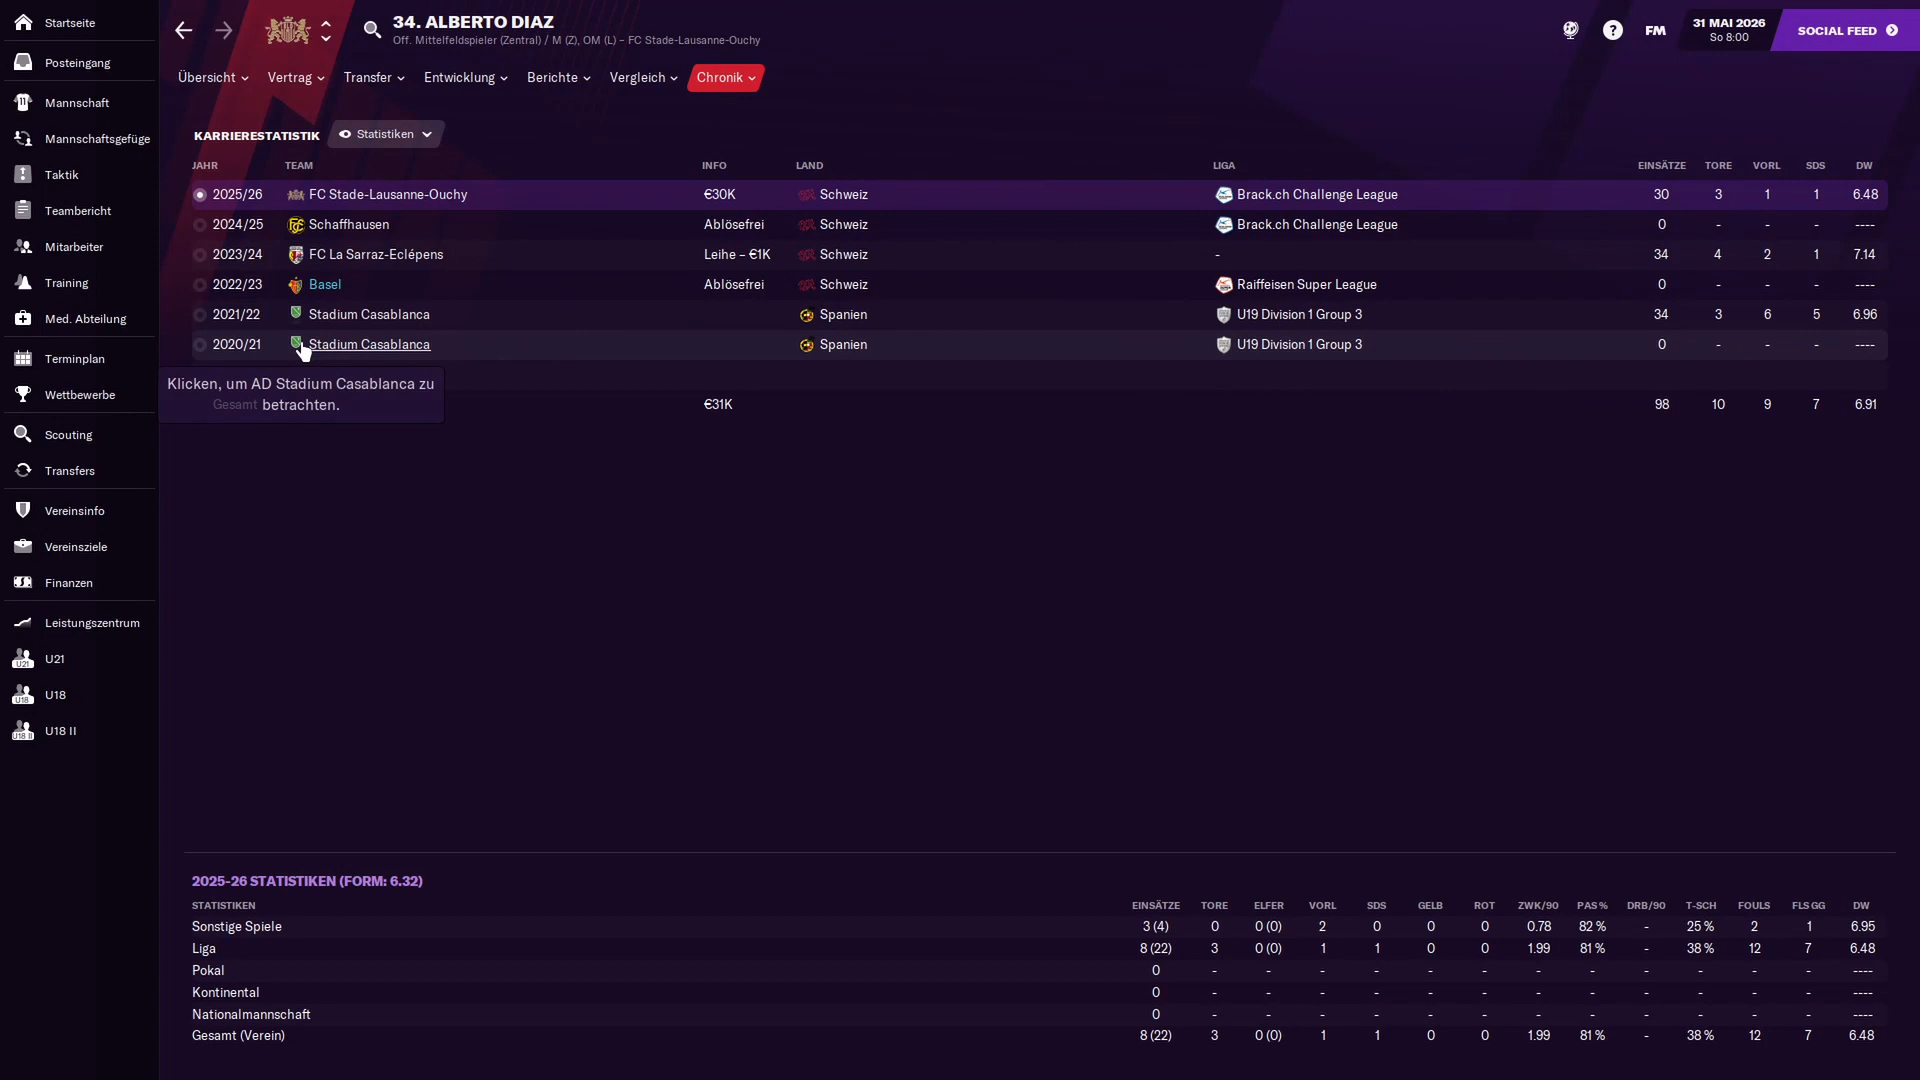 Startseite
Posteingang
Mannschaft
Mannschaftsgefüge
Taktik
Teambericht
Mitarbeiter
Training
Med. Abteilung
Terminplan
Wettbewerbe
Scouting
Transfers
Vereinsinfo
Vereinsziele
Finanzen
Leistungszentrum
U21 U21
U18 U18
U18 II U18 II
34. ALBERTO DIAZ
Off. Mittelfeldspieler (Zentral) / M (Z), OM (L) – FC Stade-Lausanne-Ouchy
? FM 31 MAI 2026 So 8:00 SOCIAL FEED
Übersicht Vertrag Transfer Entwicklung Berichte Vergleich Chronik
KARRIERESTATISTIK Statistiken
JAHR TEAM INFO LAND LIGA EINSÄTZE TORE VORL SDS DW
2025/26 FC Stade-Lausanne-Ouchy €30K Schweiz Brack.ch Challenge League 30 3 1 1 6.48
2024/25 Schaffhausen Ablösefrei Schweiz Brack.ch Challenge League 0 - - - ----
2023/24 FC La Sarraz-Eclépens Leihe – €1K Schweiz - 34 4 2 1 7.14
2022/23 Basel Ablösefrei Schweiz Raiffeisen Super League 0 - - - ----
2021/22 Stadium Casablanca Spanien U19 Division 1 Group 3 34 3 6 5 6.96
2020/21 Stadium Casablanca Spanien U19 Division 1 Group 3 0 - - - ----
Klicken, um AD Stadium Casablanca zu
betrachten.
Gesamt €31K 98 10 9 7 6.91
2025-26 STATISTIKEN (FORM: 6.32)
STATISTIKEN EINSÄTZE TORE ELFER VORL SDS GELB ROT ZWK/90 PAS % DRB/90 T-SCH FOULS FLS GG DW
Sonstige Spiele 3 (4) 0 0 (0) 2 0 0 0 0.78 82 % - 25 % 2 1 6.95
Liga 8 (22) 3 0 (0) 1 1 0 0 1.99 81 % - 38 % 12 7 6.48
Pokal 0 - - - - - - - - - - - - ----
Kontinental 0 - - - - - - - - - - - - ----
Nationalmannschaft 0 - - - - - - - - - - - - ----
Gesamt (Verein) 8 (22) 3 0 (0) 1 1 0 0 1.99 81 % - 38 % 12 7 6.48